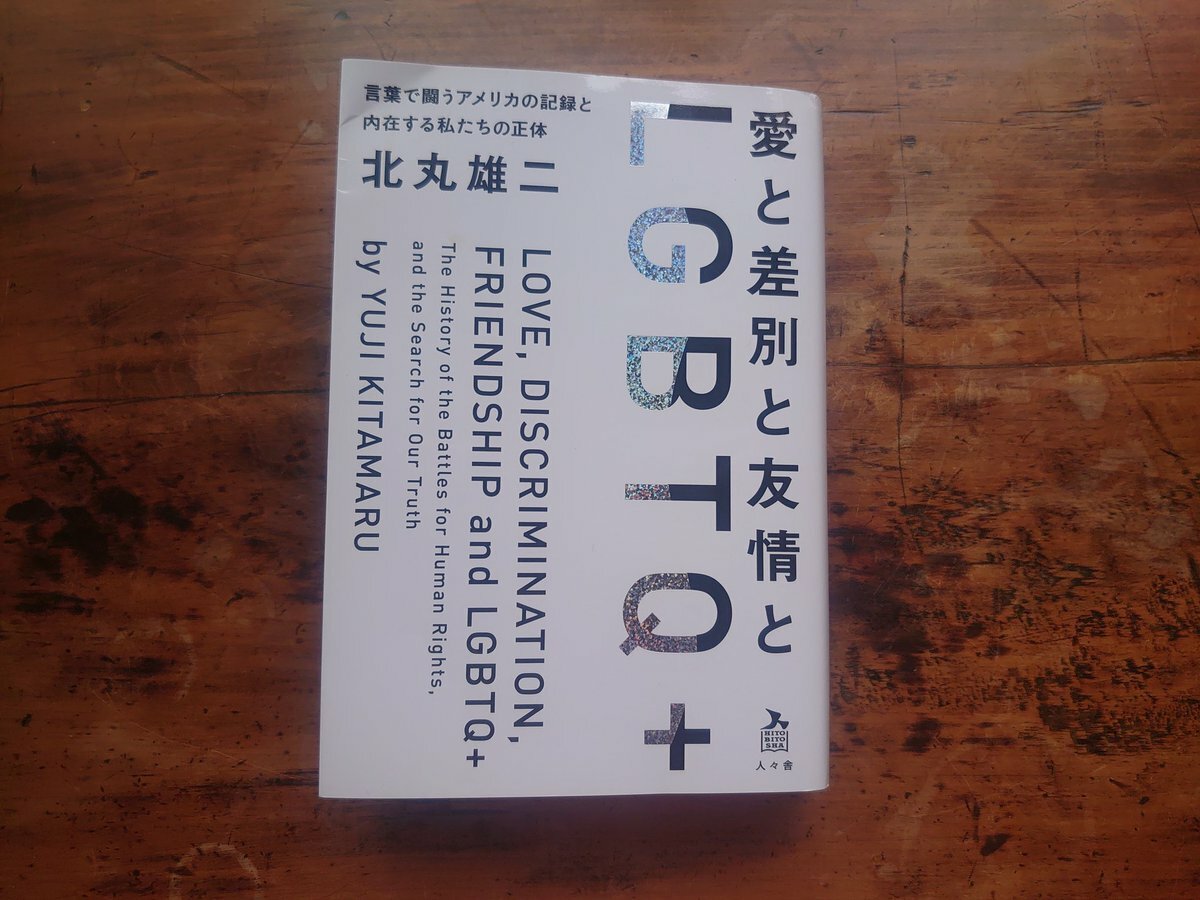 愛と差別と友情と
LGBTQ+
言葉で闘うアメリカの記録と
内在する私たちの正体
北丸雄二
LOVE, DISCRIMINATION,
FRIENDSHIP and LGBTQ+
The History of the Battles for Human Rights,
and the Search for Our Truth
by YUJI KITAMARU
HITO
BITO
SHA
人々舎